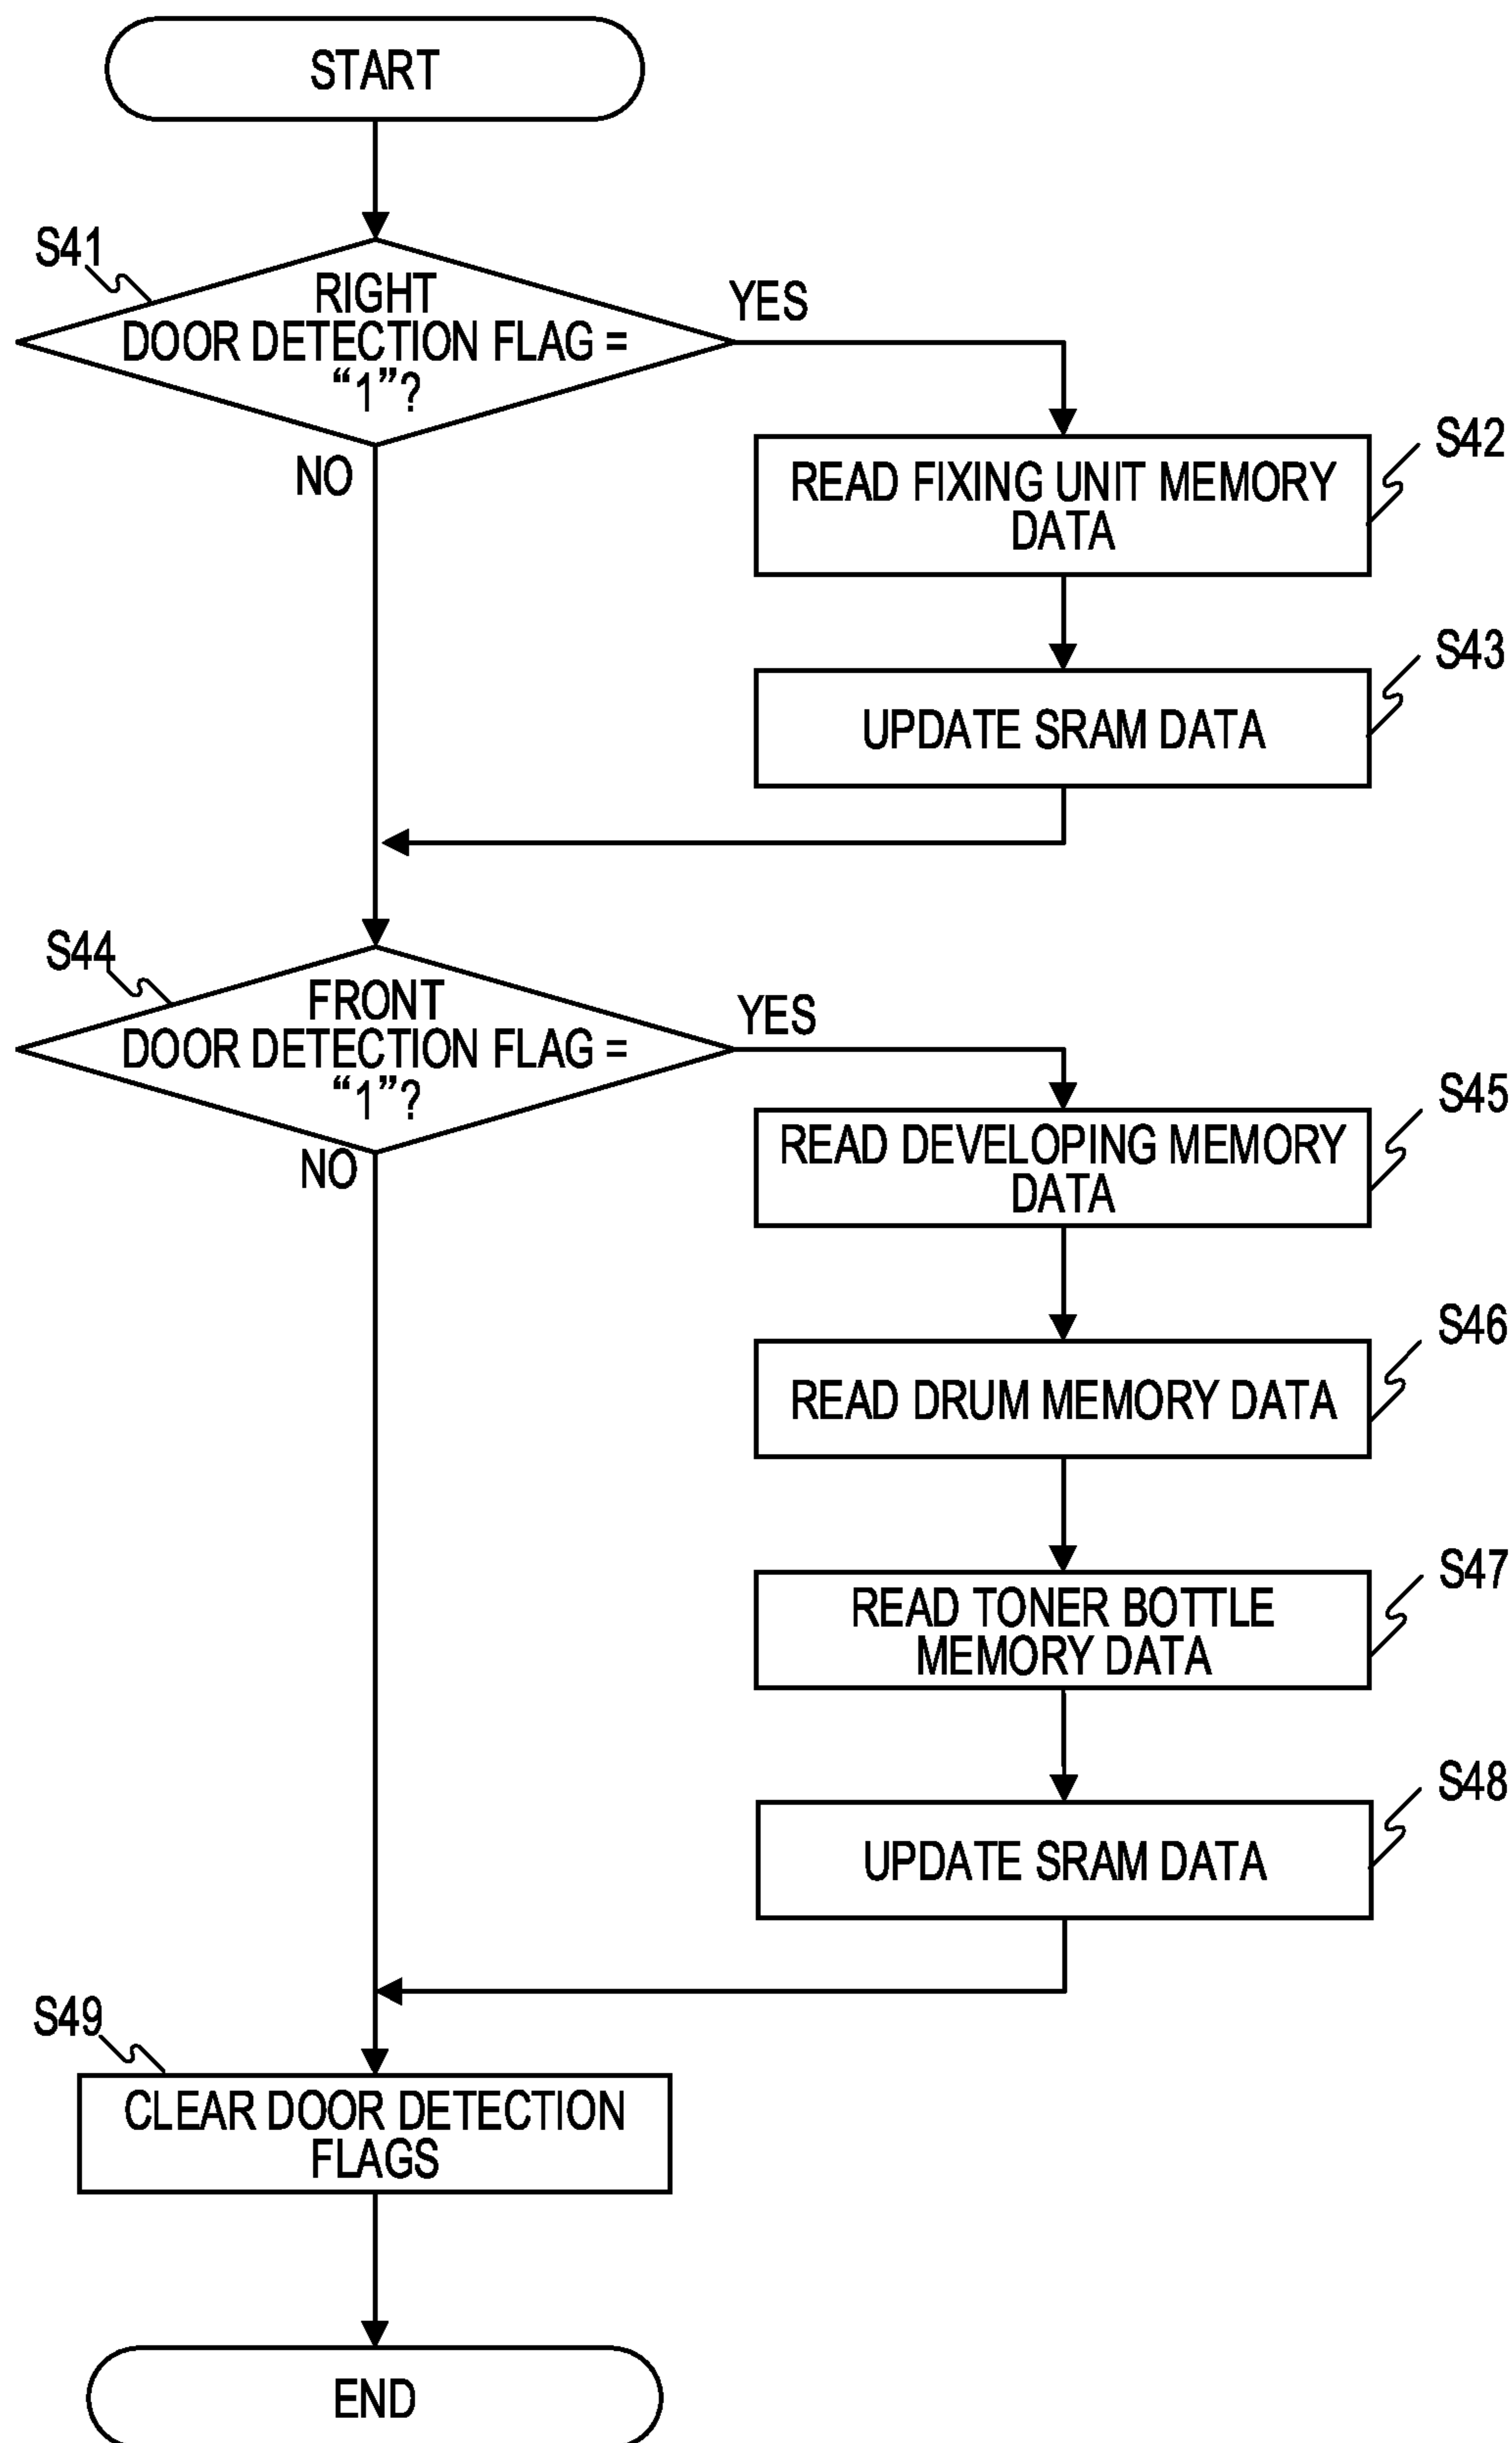 START
S41
RIGHT
DOOR DETECTION FLAG =
“1”?
YES
NO
S42
READ FIXING UNIT MEMORY
DATA
S43
UPDATE SRAM DATA
S44
FRONT
DOOR DETECTION FLAG =
“1”?
YES
NO
S45
READ DEVELOPING MEMORY
DATA
S46
READ DRUM MEMORY DATA
S47
READ TONER BOTTLE
MEMORY DATA
S48
UPDATE SRAM DATA
S49
CLEAR DOOR DETECTION
FLAGS
END